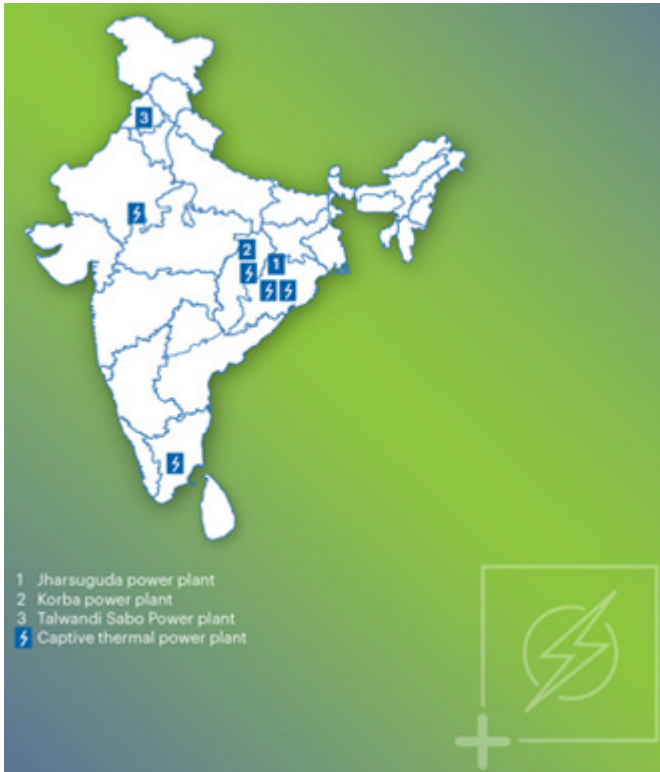 3
2
1
1 Jharsuguda power plant
2 Korba power plant
3 Talwandi Sabo Power plant
Captive thermal power plant